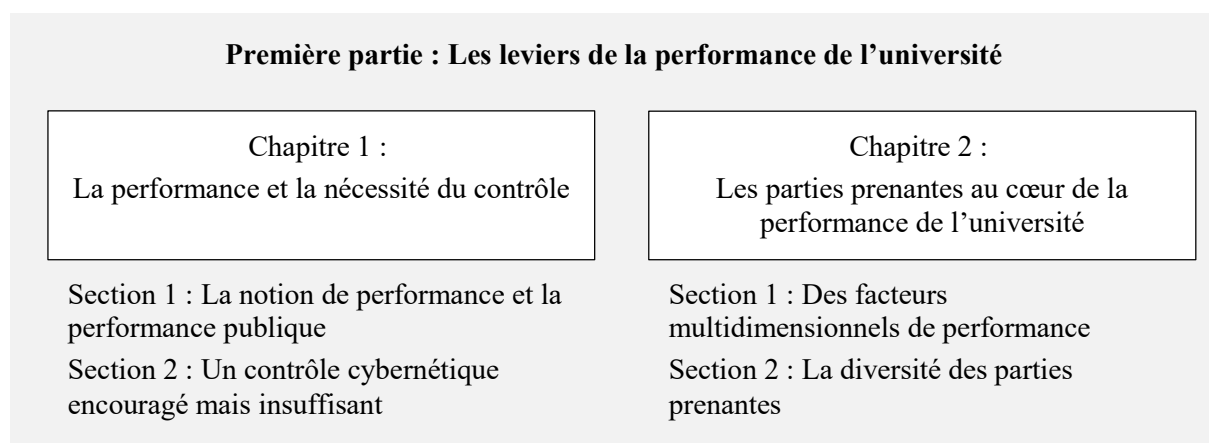 Première partie : Les leviers de la performance de l’université
Chapitre 1 :
La performance et la nécessité du contrôle
Section 1 : La notion de performance et la
performance publique
Section 2 : Un contrôle cybernétique
encouragé mais insuffisant
Chapitre 2 :
Les parties prenantes au cœur de la
performance de l’université
Section 1 : Des facteurs
multidimensionnels de performance
Section 2 : La diversité des parties
prenantes